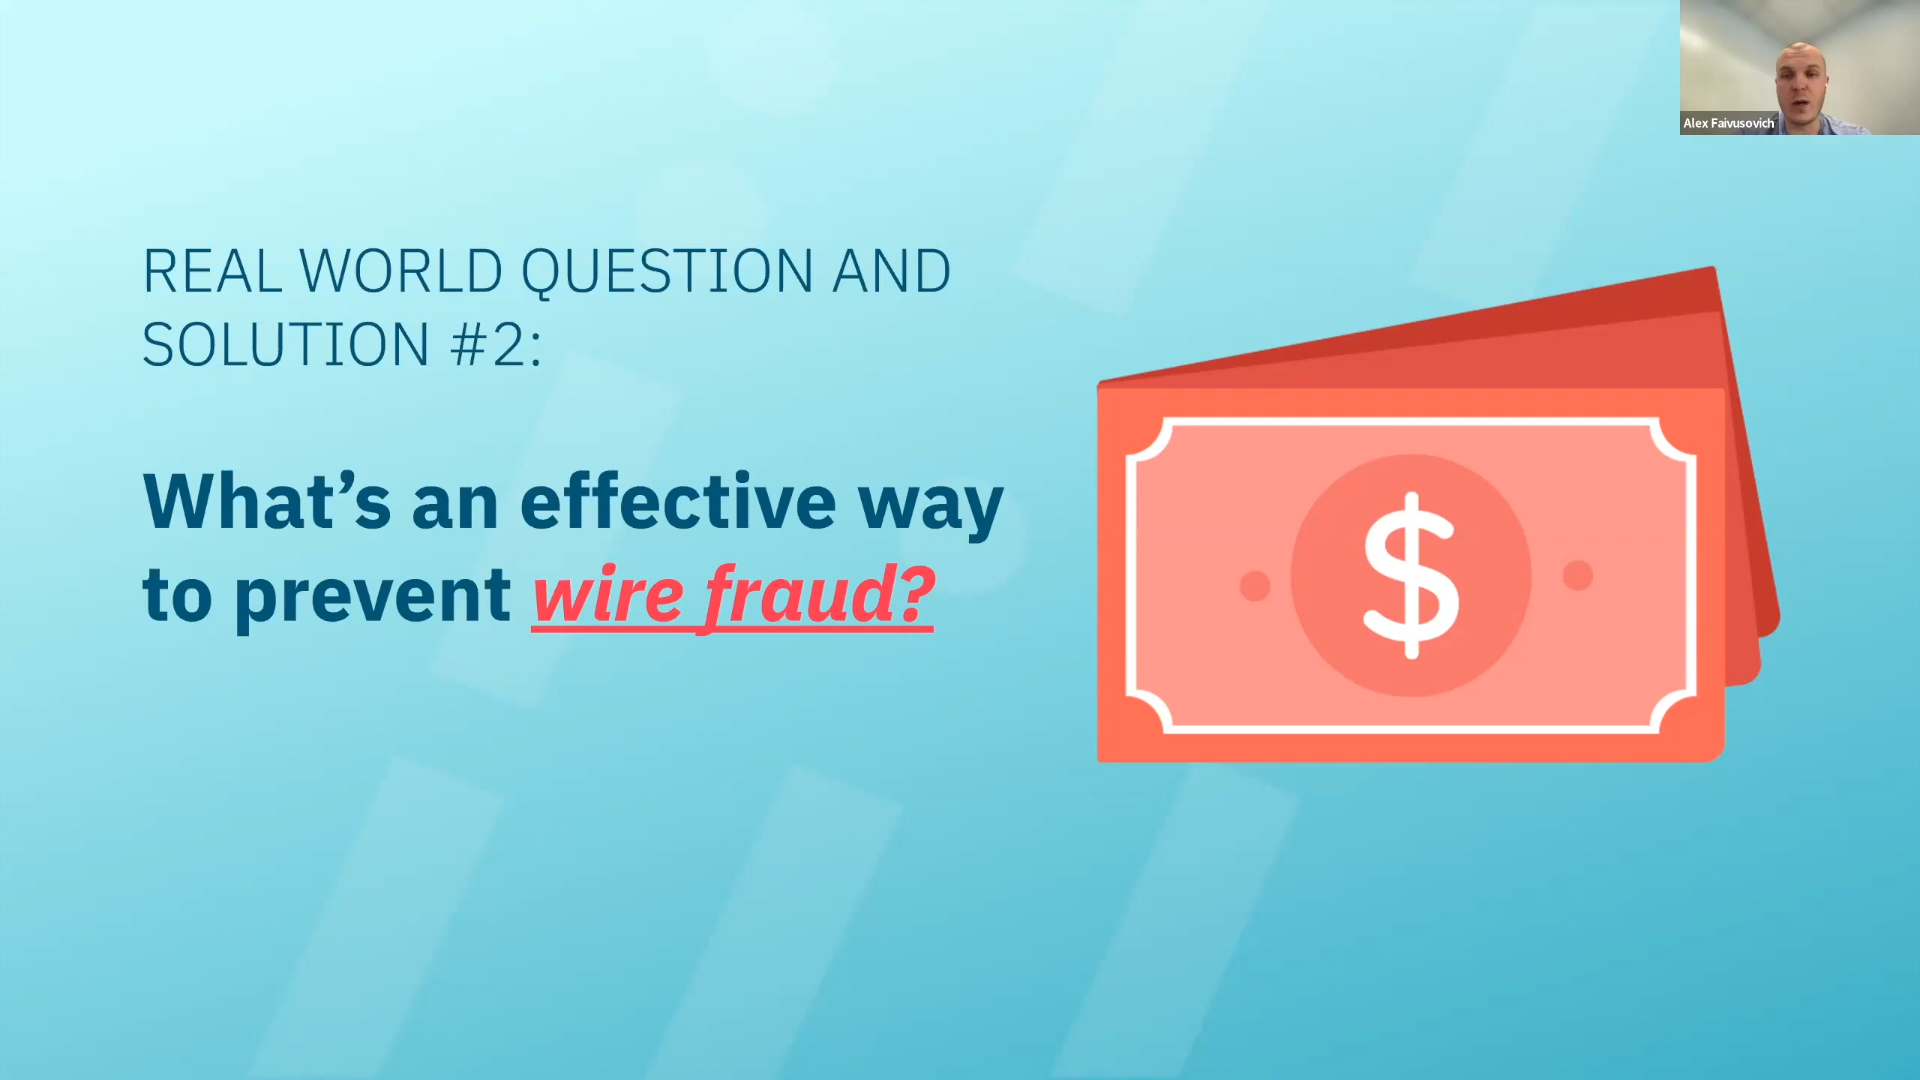 Alex Faivusovich
REAL WORLD QUESTION AND
SOLUTION #2:
What’s an effective way
to prevent wire fraud?
$